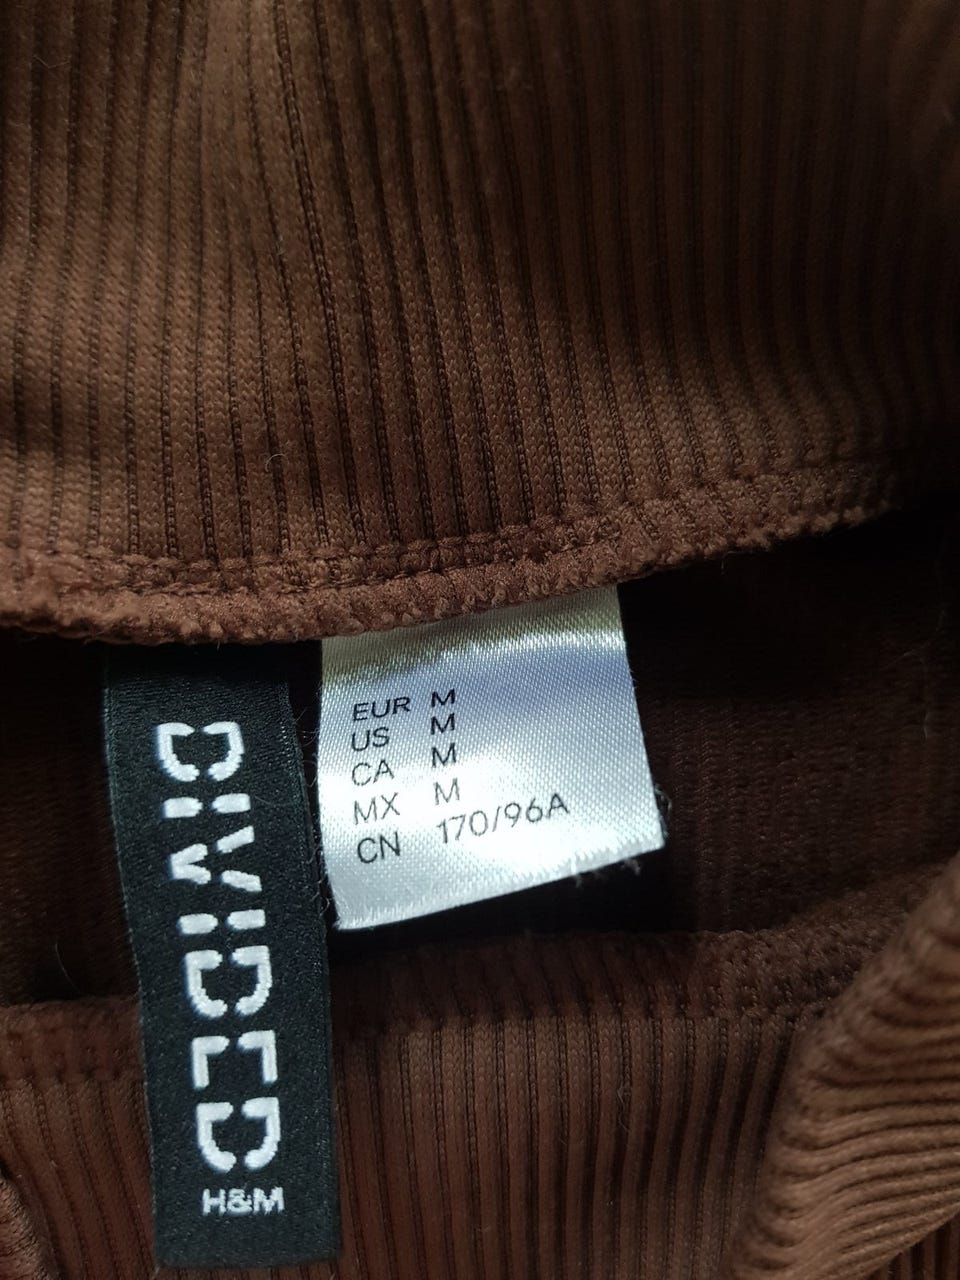 DIVIDED
H&M
EUR M
US M
CA M
MX M
CN 170/96A